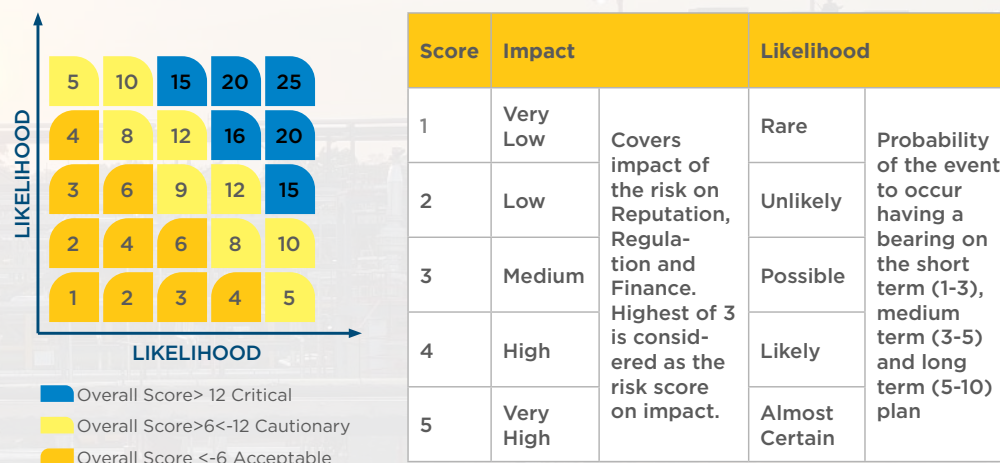 LIKELIHOOD
5 10 15 20 25
4 8 12 16 20
3 6 9 12 15
2 4 6 8 10
1 2 3 4 5
LIKELIHOOD
Overall Score> 12 Critical
Overall Score>6<-12 Cautionary
Overall Score <-6 Acceptable
Score Impact Likelihood
1
Very
Low
Rare
2
Low
Unlikely
3
Medium
Possible
4
High
Likely
5
Very
High
Almost
Certain
Covers
impact of
the risk on
Reputation,
Regula-
tion and
Finance.
Highest of 3
is consid-
ered as the
risk score
on impact.
Probability
of the event
to occur
having a
bearing on
the short
term (1-3),
medium
term (3-5)
and long
term (5-10)
plan